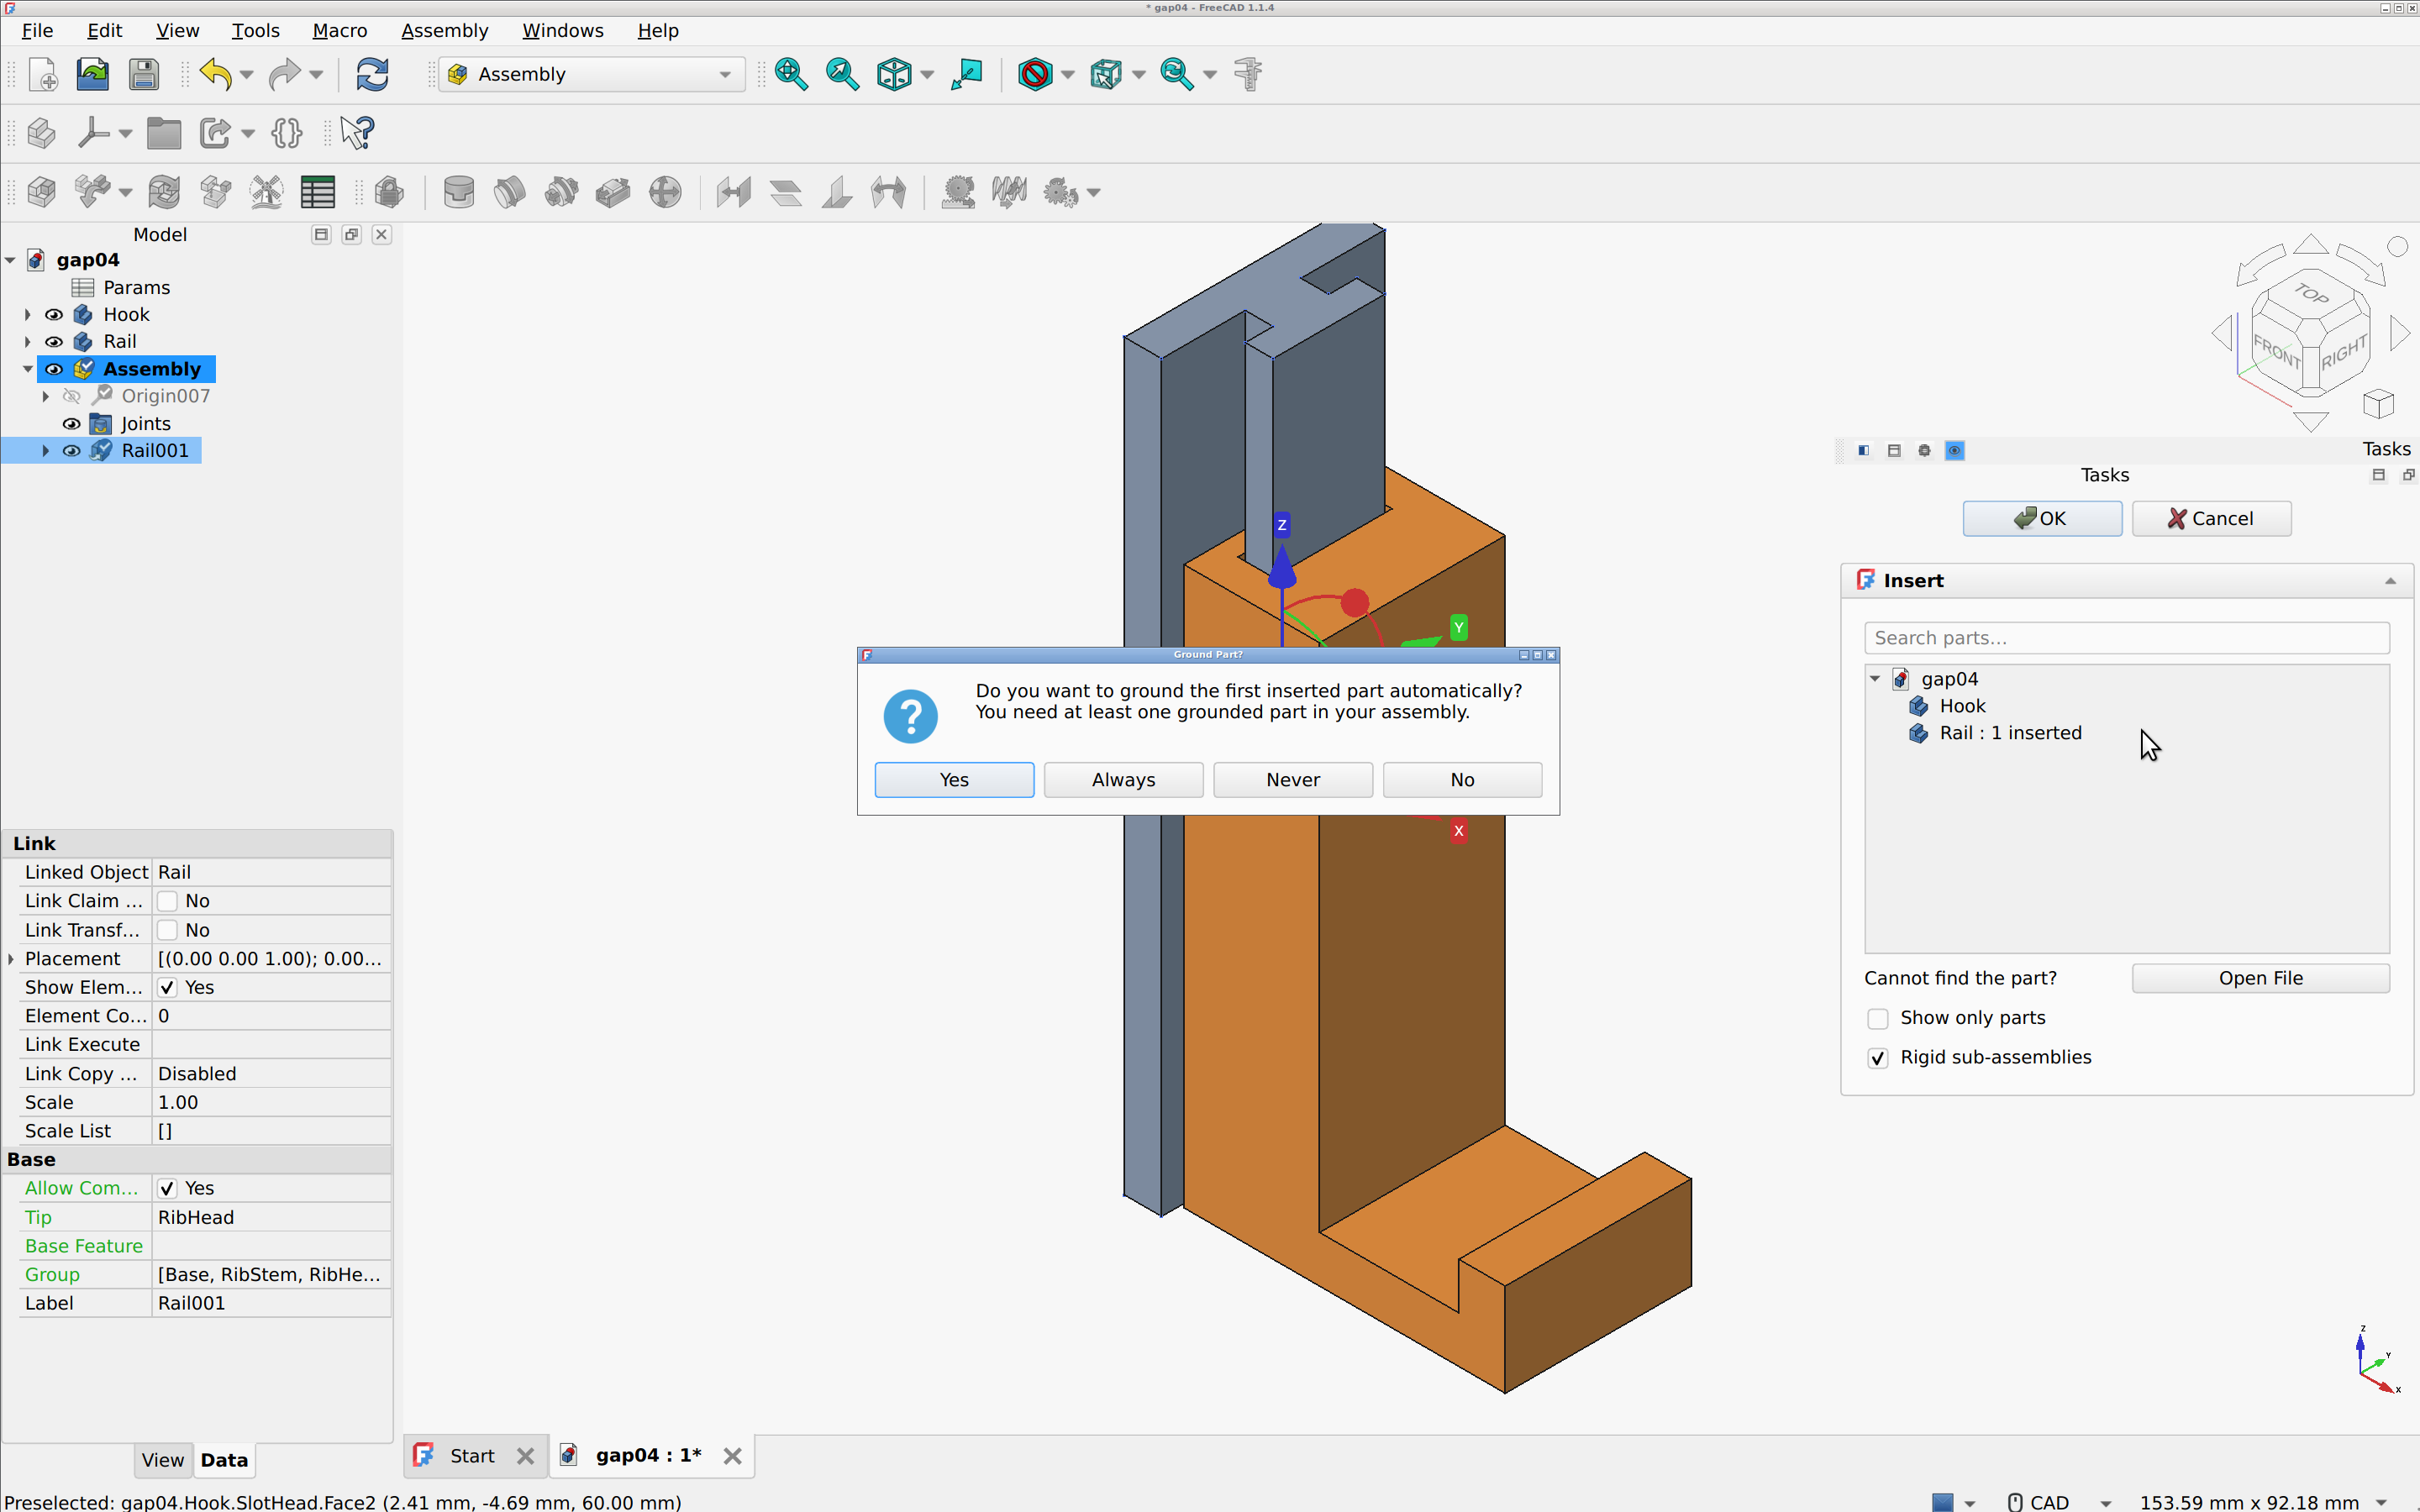 * gap04 - FreeCAD 1.1.4
File Edit View Tools Macro Assembly Windows Help
Assembly
Model
gap04
Params
Hook
Rail
Assembly
Origin007
Joints
Rail001
TOP
FRONT
RIGHT
Tasks
Tasks
OK Cancel
Insert
Search parts...
gap04
Hook
Rail : 1 inserted
Cannot find the part? Open File
Show only parts
Rigid sub-assemblies
Z
Y
X
Ground Part?
Do you want to ground the first inserted part automatically?
You need at least one grounded part in your assembly.
Yes Always Never No
Link
Linked Object Rail
Link Claim ... No
Link Transf... No
Placement [(0.00 0.00 1.00); 0.00...
Show Elem... Yes
Element Co... 0
Link Execute
Link Copy ... Disabled
Scale 1.00
Scale List []
Base
Allow Com... Yes
Tip RibHead
Base Feature
Group [Base, RibStem, RibHe...
Label Rail001
View Data
Start
gap04 : 1*
Z
Y
X
Preselected: gap04.Hook.SlotHead.Face2 (2.41 mm, -4.69 mm, 60.00 mm)
CAD
153.59 mm x 92.18 mm